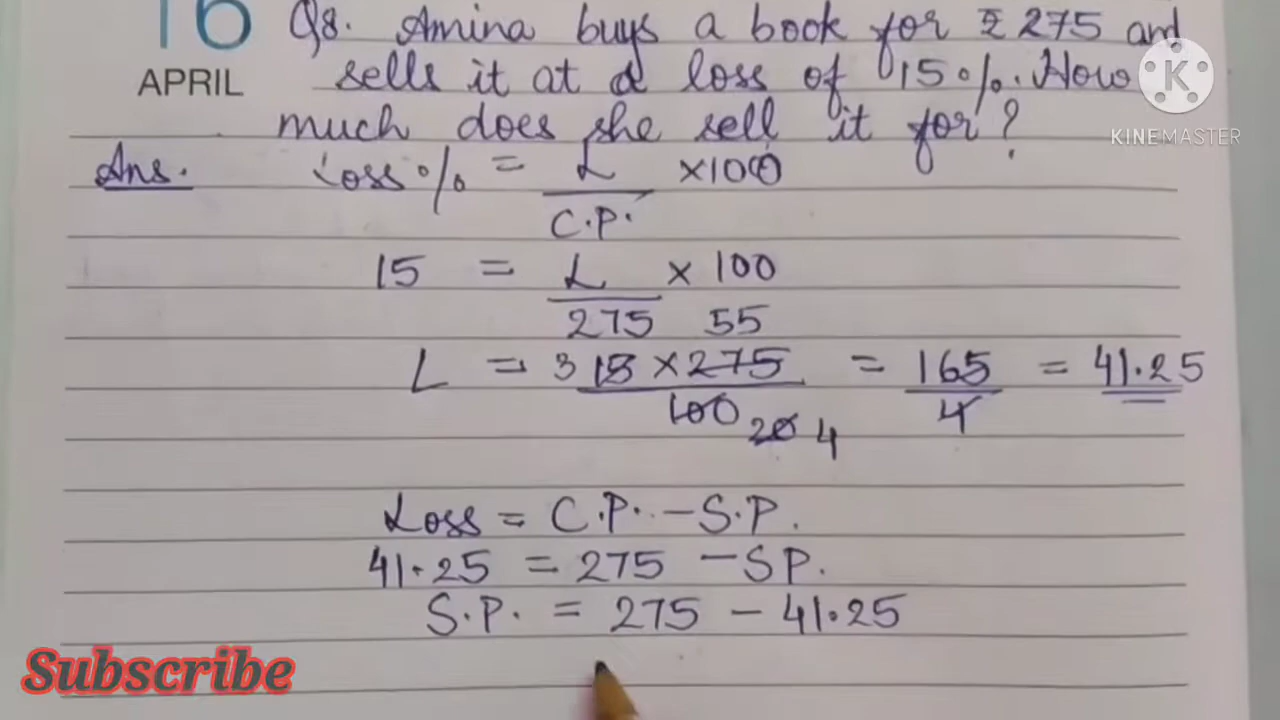 16
APRIL
Q8. Amina buys a book for ₹ 275 and
sells it at a loss of 15%. How
much does she sell it for?
KINEMASTER
Ans. Loss% = L/C.P. ×100
15 = L/275 × 100
L = 3 15 × 275 55 / 100 20 4 = 165/4 = 41.25
Loss = C.P. – S.P.
41.25 = 275 – SP.
S.P. = 275 – 41.25
Subscribe